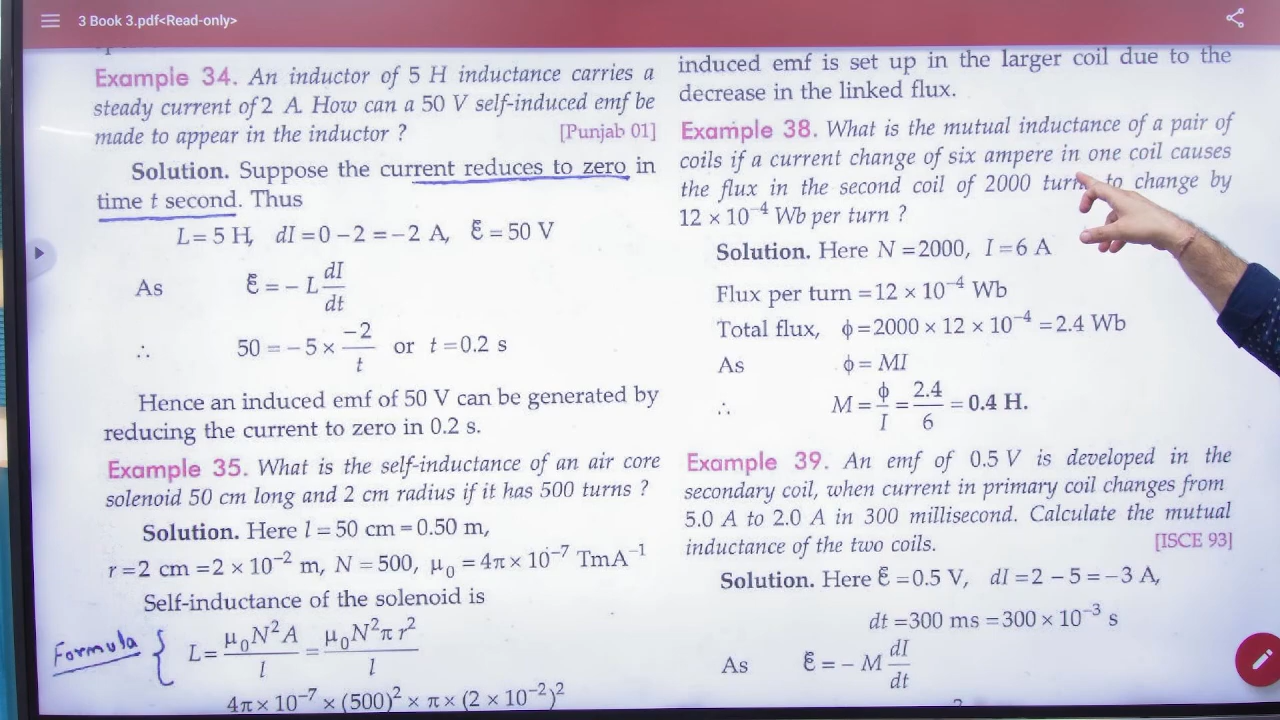 3 Book 3.pdf<Read-only>
Example 34. An inductor of 5 H inductance carries a
steady current of 2 A. How can a 50 V self-induced emf be
made to appear in the inductor ? [Punjab 01]
Solution. Suppose the current reduces to zero in
time t second. Thus
L = 5 H, dI = 0 − 2 = −2 A, ℰ = 50 V
As ℰ = − L dI/dt
∴ 50 = − 5 × −2/t or t = 0.2 s
Hence an induced emf of 50 V can be generated by
reducing the current to zero in 0.2 s.
Example 35. What is the self-inductance of an air core
solenoid 50 cm long and 2 cm radius if it has 500 turns ?
Solution. Here l = 50 cm = 0.50 m,
r = 2 cm = 2 × 10⁻² m, N = 500, μ₀ = 4π × 10⁻⁷ TmA⁻¹
Self-inductance of the solenoid is
Formula { L = μ₀N²A/l = μ₀N²πr²/l
4π × 10⁻⁷ × (500)² × π × (2 × 10⁻²)²
induced emf is set up in the larger coil due to the
decrease in the linked flux.
Example 38. What is the mutual inductance of a pair of
coils if a current change of six ampere in one coil causes
the flux in the second coil of 2000 turns to change by
12 × 10⁻⁴ Wb per turn ?
Solution. Here N = 2000, I = 6 A
Flux per turn = 12 × 10⁻⁴ Wb
Total flux, ϕ = 2000 × 12 × 10⁻⁴ = 2.4 Wb
As ϕ = MI
∴ M = ϕ/I = 2.4/6 = 0.4 H.
Example 39. An emf of 0.5 V is developed in the
secondary coil, when current in primary coil changes from
5.0 A to 2.0 A in 300 millisecond. Calculate the mutual
inductance of the two coils. [ISCE 93]
Solution. Here ℰ = 0.5 V, dI = 2 − 5 = −3 A,
dt = 300 ms = 300 × 10⁻³ s
As ℰ = − M dI/dt